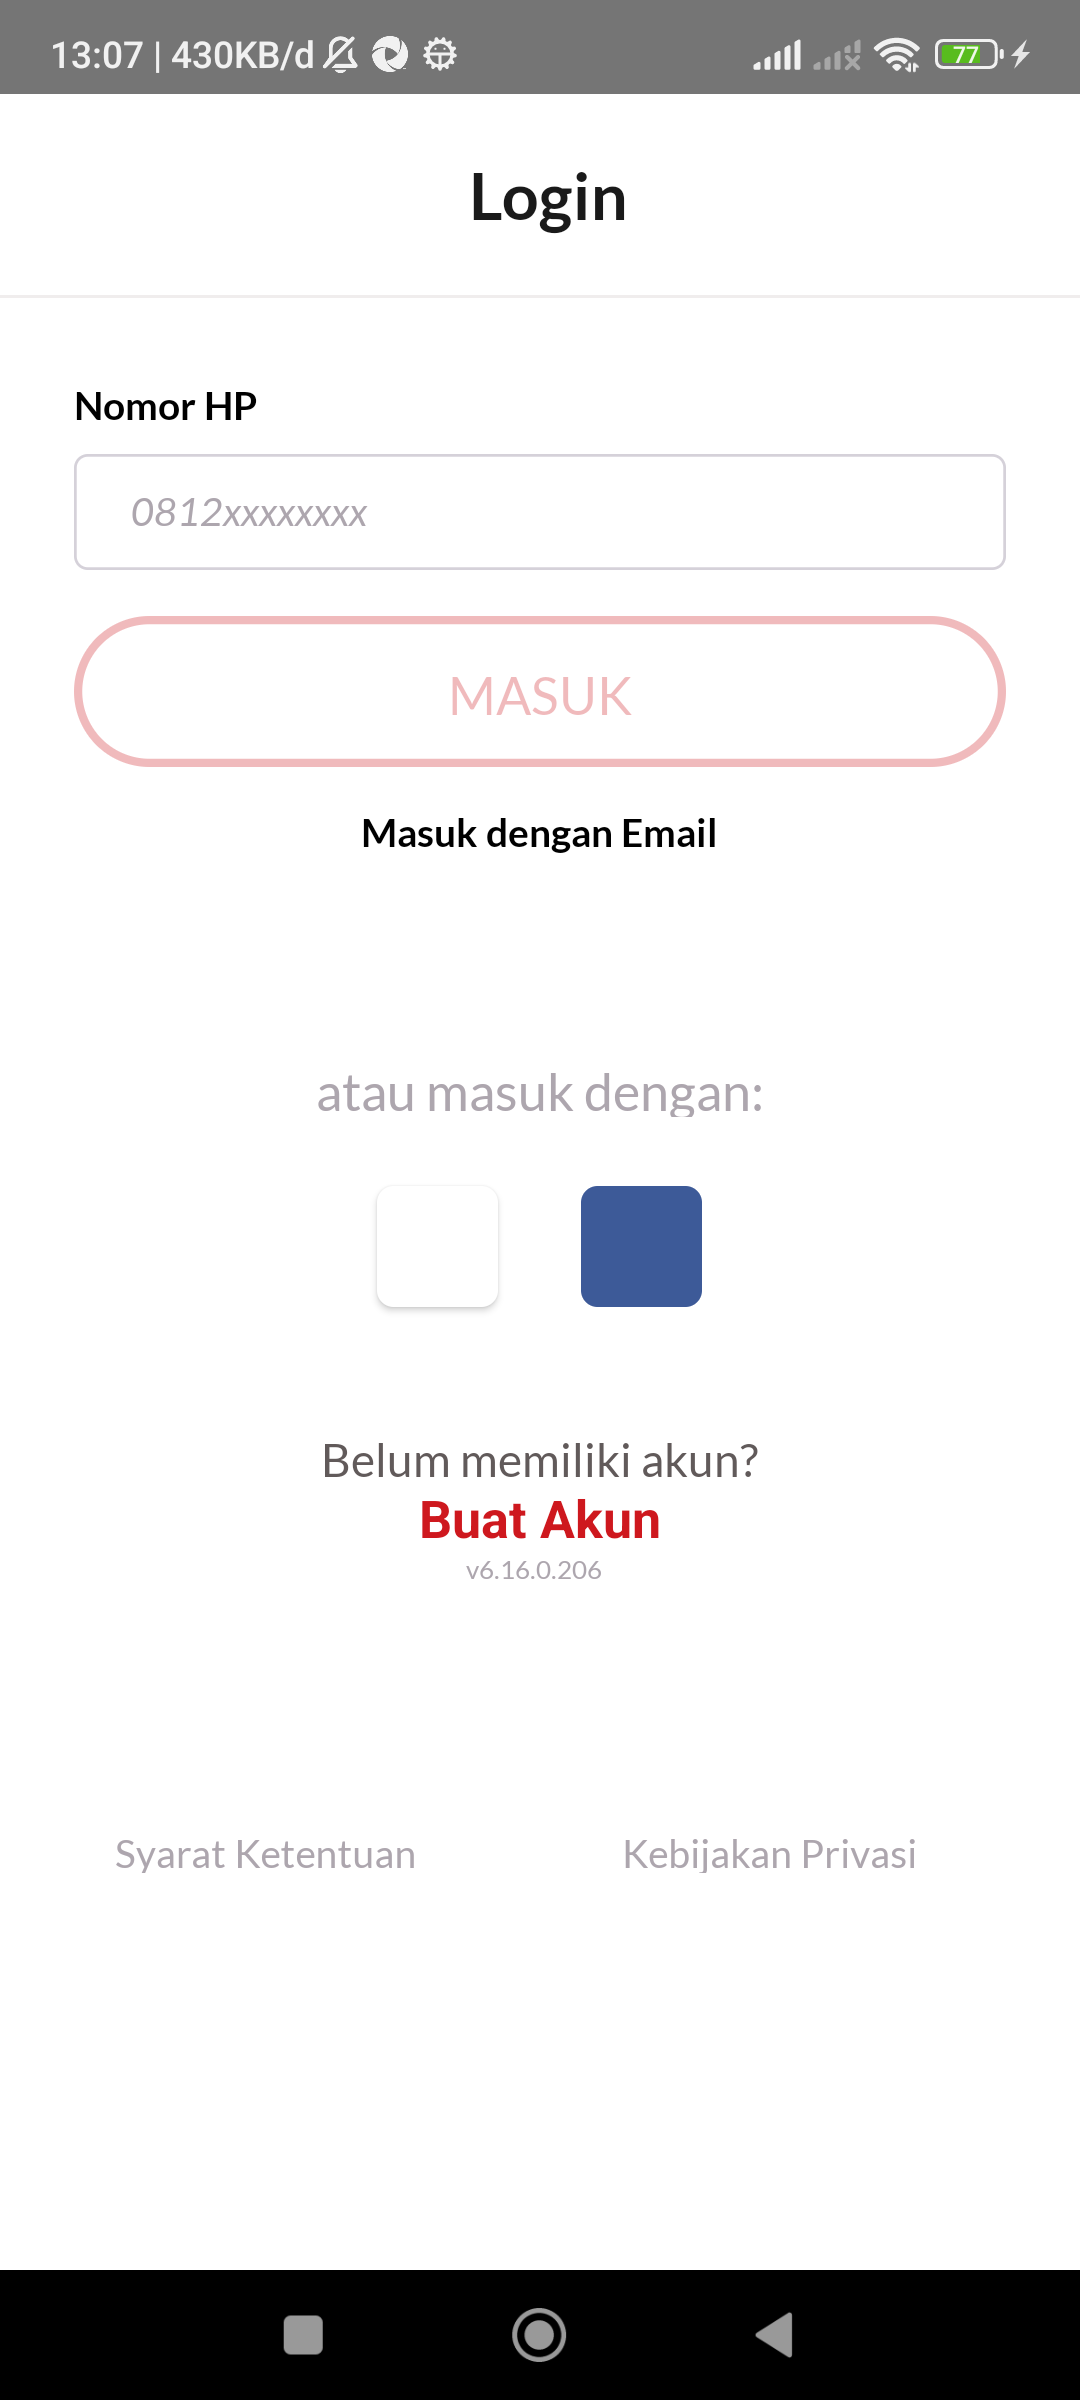 13:07 | 430KB/d
77
Login
Nomor HP
0812xxxxxxxx
MASUK
Masuk dengan Email
atau masuk dengan:
Belum memiliki akun?
Buat Akun
v6.16.0.206
Syarat Ketentuan
Kebijakan Privasi